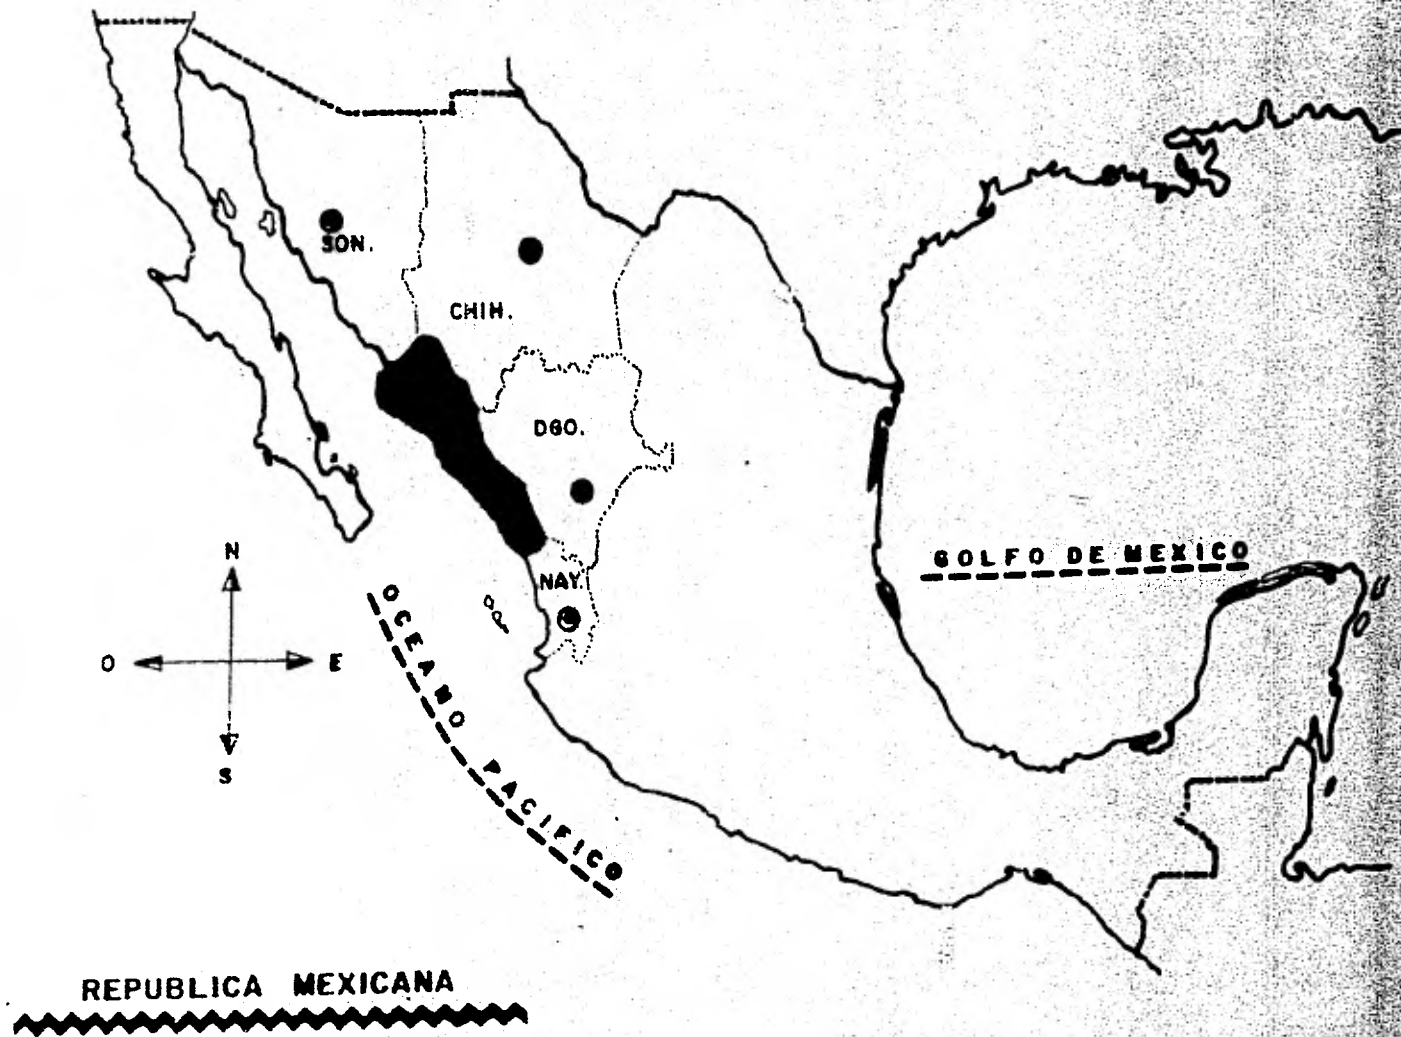 SON.
CHIH.
DGO.
GOLFO DE MEXICO
N
NAY.
OCEANO PACIFICO
O
E
S
REPUBLICA MEXICANA